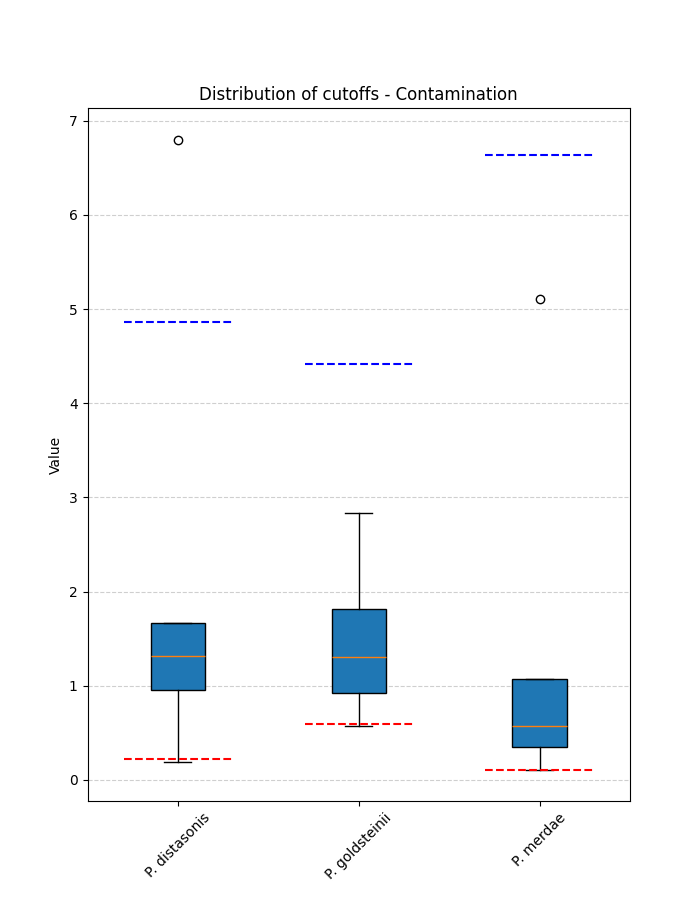 Distribution of cutoffs - Contamination
7
6
5
4
3
2
1
0
Value
P. distasonis
P. goldsteinii
P. merdae